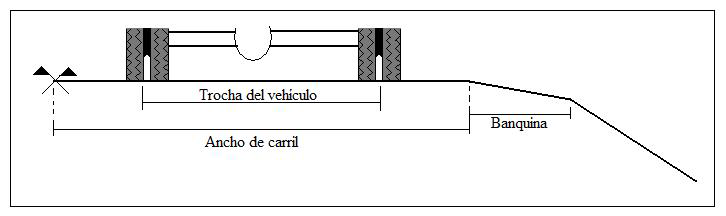 Trocha del vehículo
Banquina
Ancho de carril